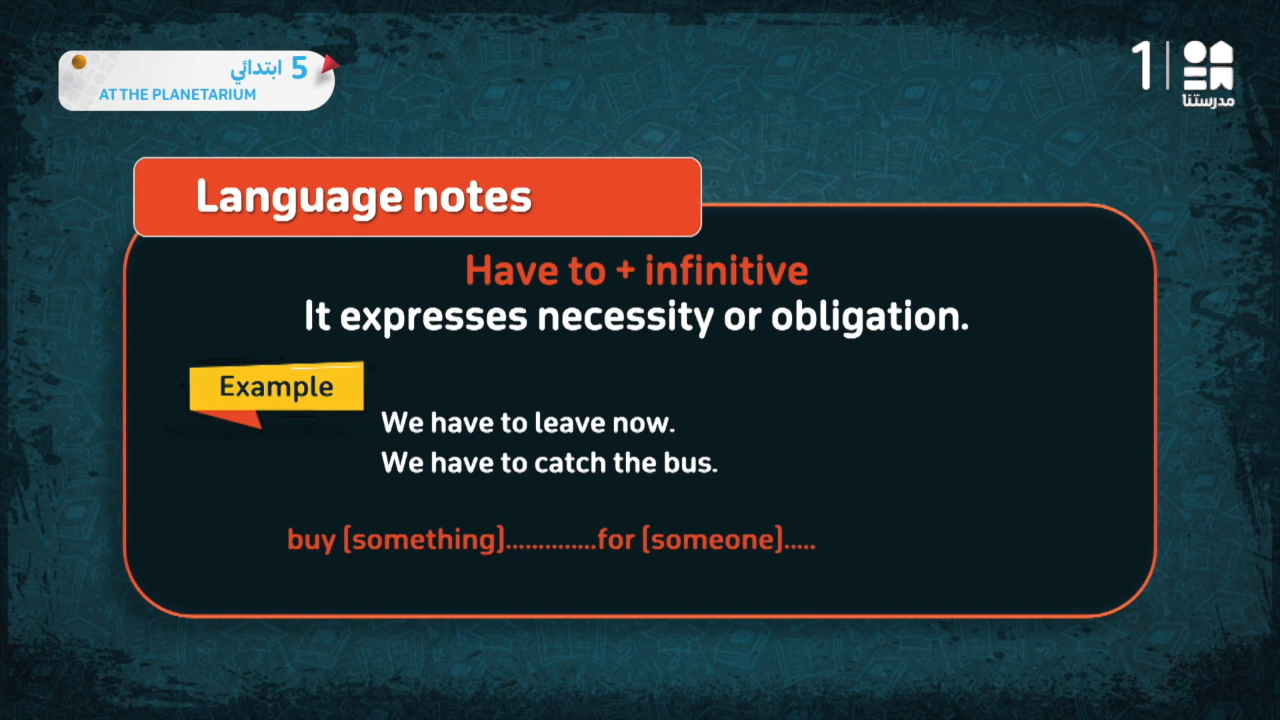 5 ابتدائي
AT THE PLANETARIUM
1
مدرستنا
Language notes
Have to + infinitive
It expresses necessity or obligation.
Example
We have to leave now.
We have to catch the bus.
buy (something)..............for (someone).....